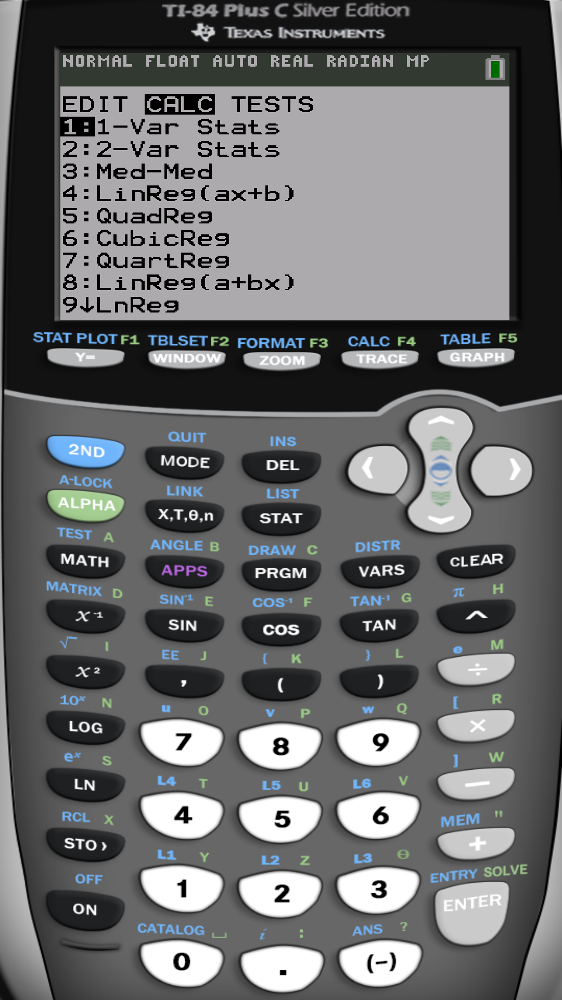 TI-84 Plus C Silver Edition
TEXAS INSTRUMENTS
NORMAL FLOAT AUTO REAL RADIAN MP
EDIT CALC TESTS
1:1-Var Stats
2:2-Var Stats
3:Med-Med
4:LinReg(ax+b)
5:QuadReg
6:CubicReg
7:QuartReg
8:LinReg(a+bx)
9↓LnReg
STAT PLOT F1 TBLSET F2 FORMAT F3 CALC F4 TABLE F5
Y= WINDOW ZOOM TRACE GRAPH
QUIT INS
2ND MODE DEL
A-LOCK LINK LIST
ALPHA X,T,θ,n STAT
TEST A ANGLE B DRAW C DISTR
MATH APPS PRGM VARS CLEAR
MATRIX D SIN⁻¹ E COS⁻¹ F TAN⁻¹ G π H
x⁻¹ SIN COS TAN ^
√ I EE J { K } L e M
x² , ( ) ÷
10ˣ N u O v P w Q [ R
LOG 7 8 9 ×
eˣ S L4 T L5 U L6 V ] W
LN 4 5 6 —
RCL X L1 Y L2 Z L3 θ MEM "
STO › 1 2 3 +
OFF CATALOG ⎵ i : ANS ? ENTRY SOLVE
ON 0 . (-) ENTER